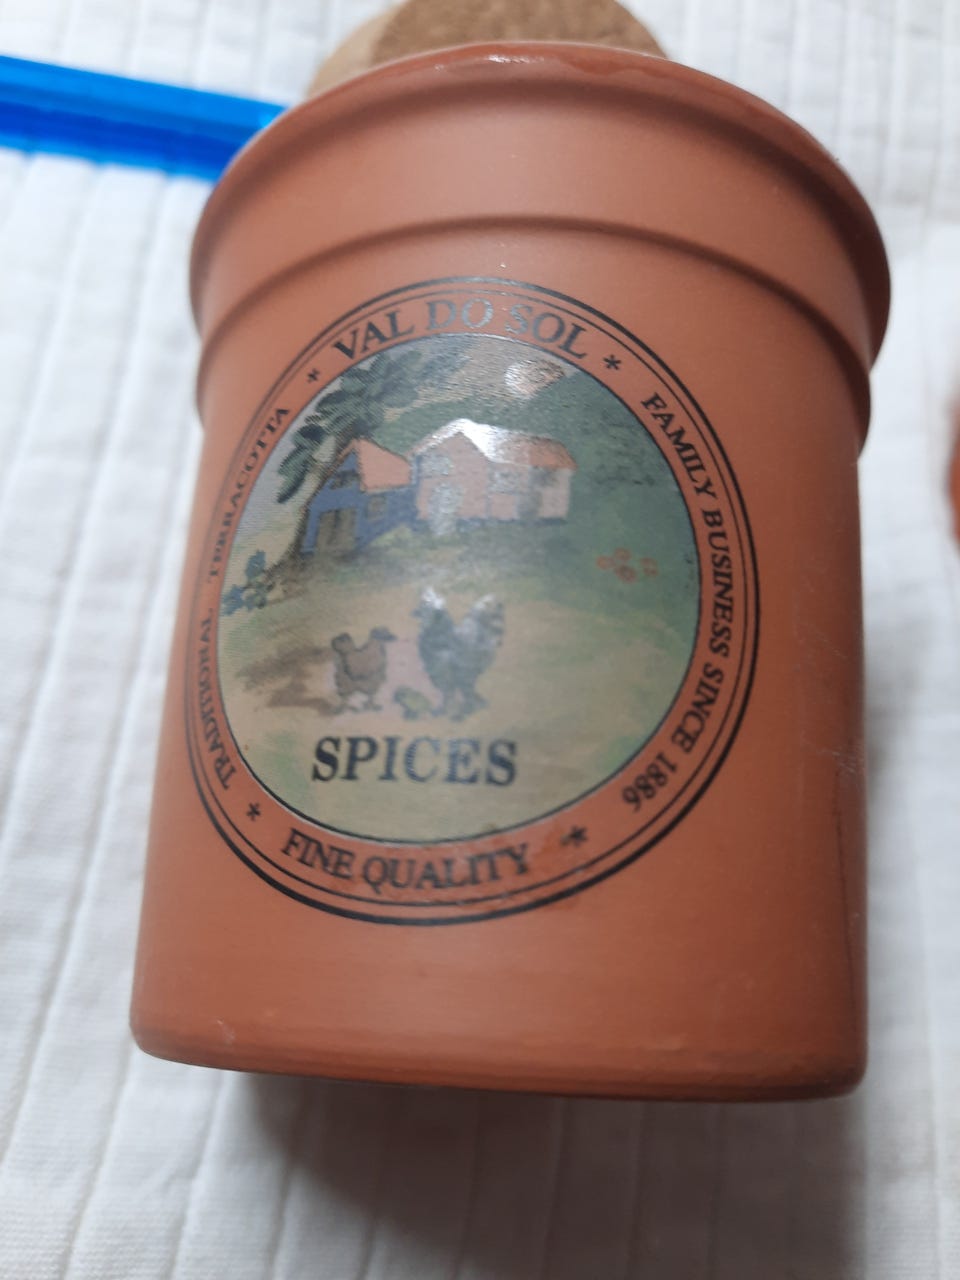 * VAL DO SOL *
FAMILY BUSINESS SINCE 1886
* FINE QUALITY *
TRADITIONAL TERRACOTTA
SPICES